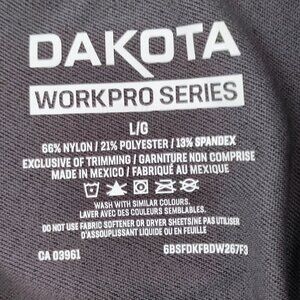 DAKOTA
WORKPRO SERIES
L/G
66% NYLON / 21% POLYESTER / 13% SPANDEX
EXCLUSIVE OF TRIMMING / GARNITURE NON COMPRISE
MADE IN MEXICO / FABRIQUÉ AU MEXIQUE
WASH WITH SIMILAR COLOURS.
LAVER AVEC DES COULEURS SEMBLABLES.
DO NOT USE FABRIC SOFTENER OR DRYER SHEETS/NE PAS UTILISER
D'ASSOUPLISSANT LIQUIDE OU EN FEUILLE
CA 03961 6BSFDKFBDW267F3